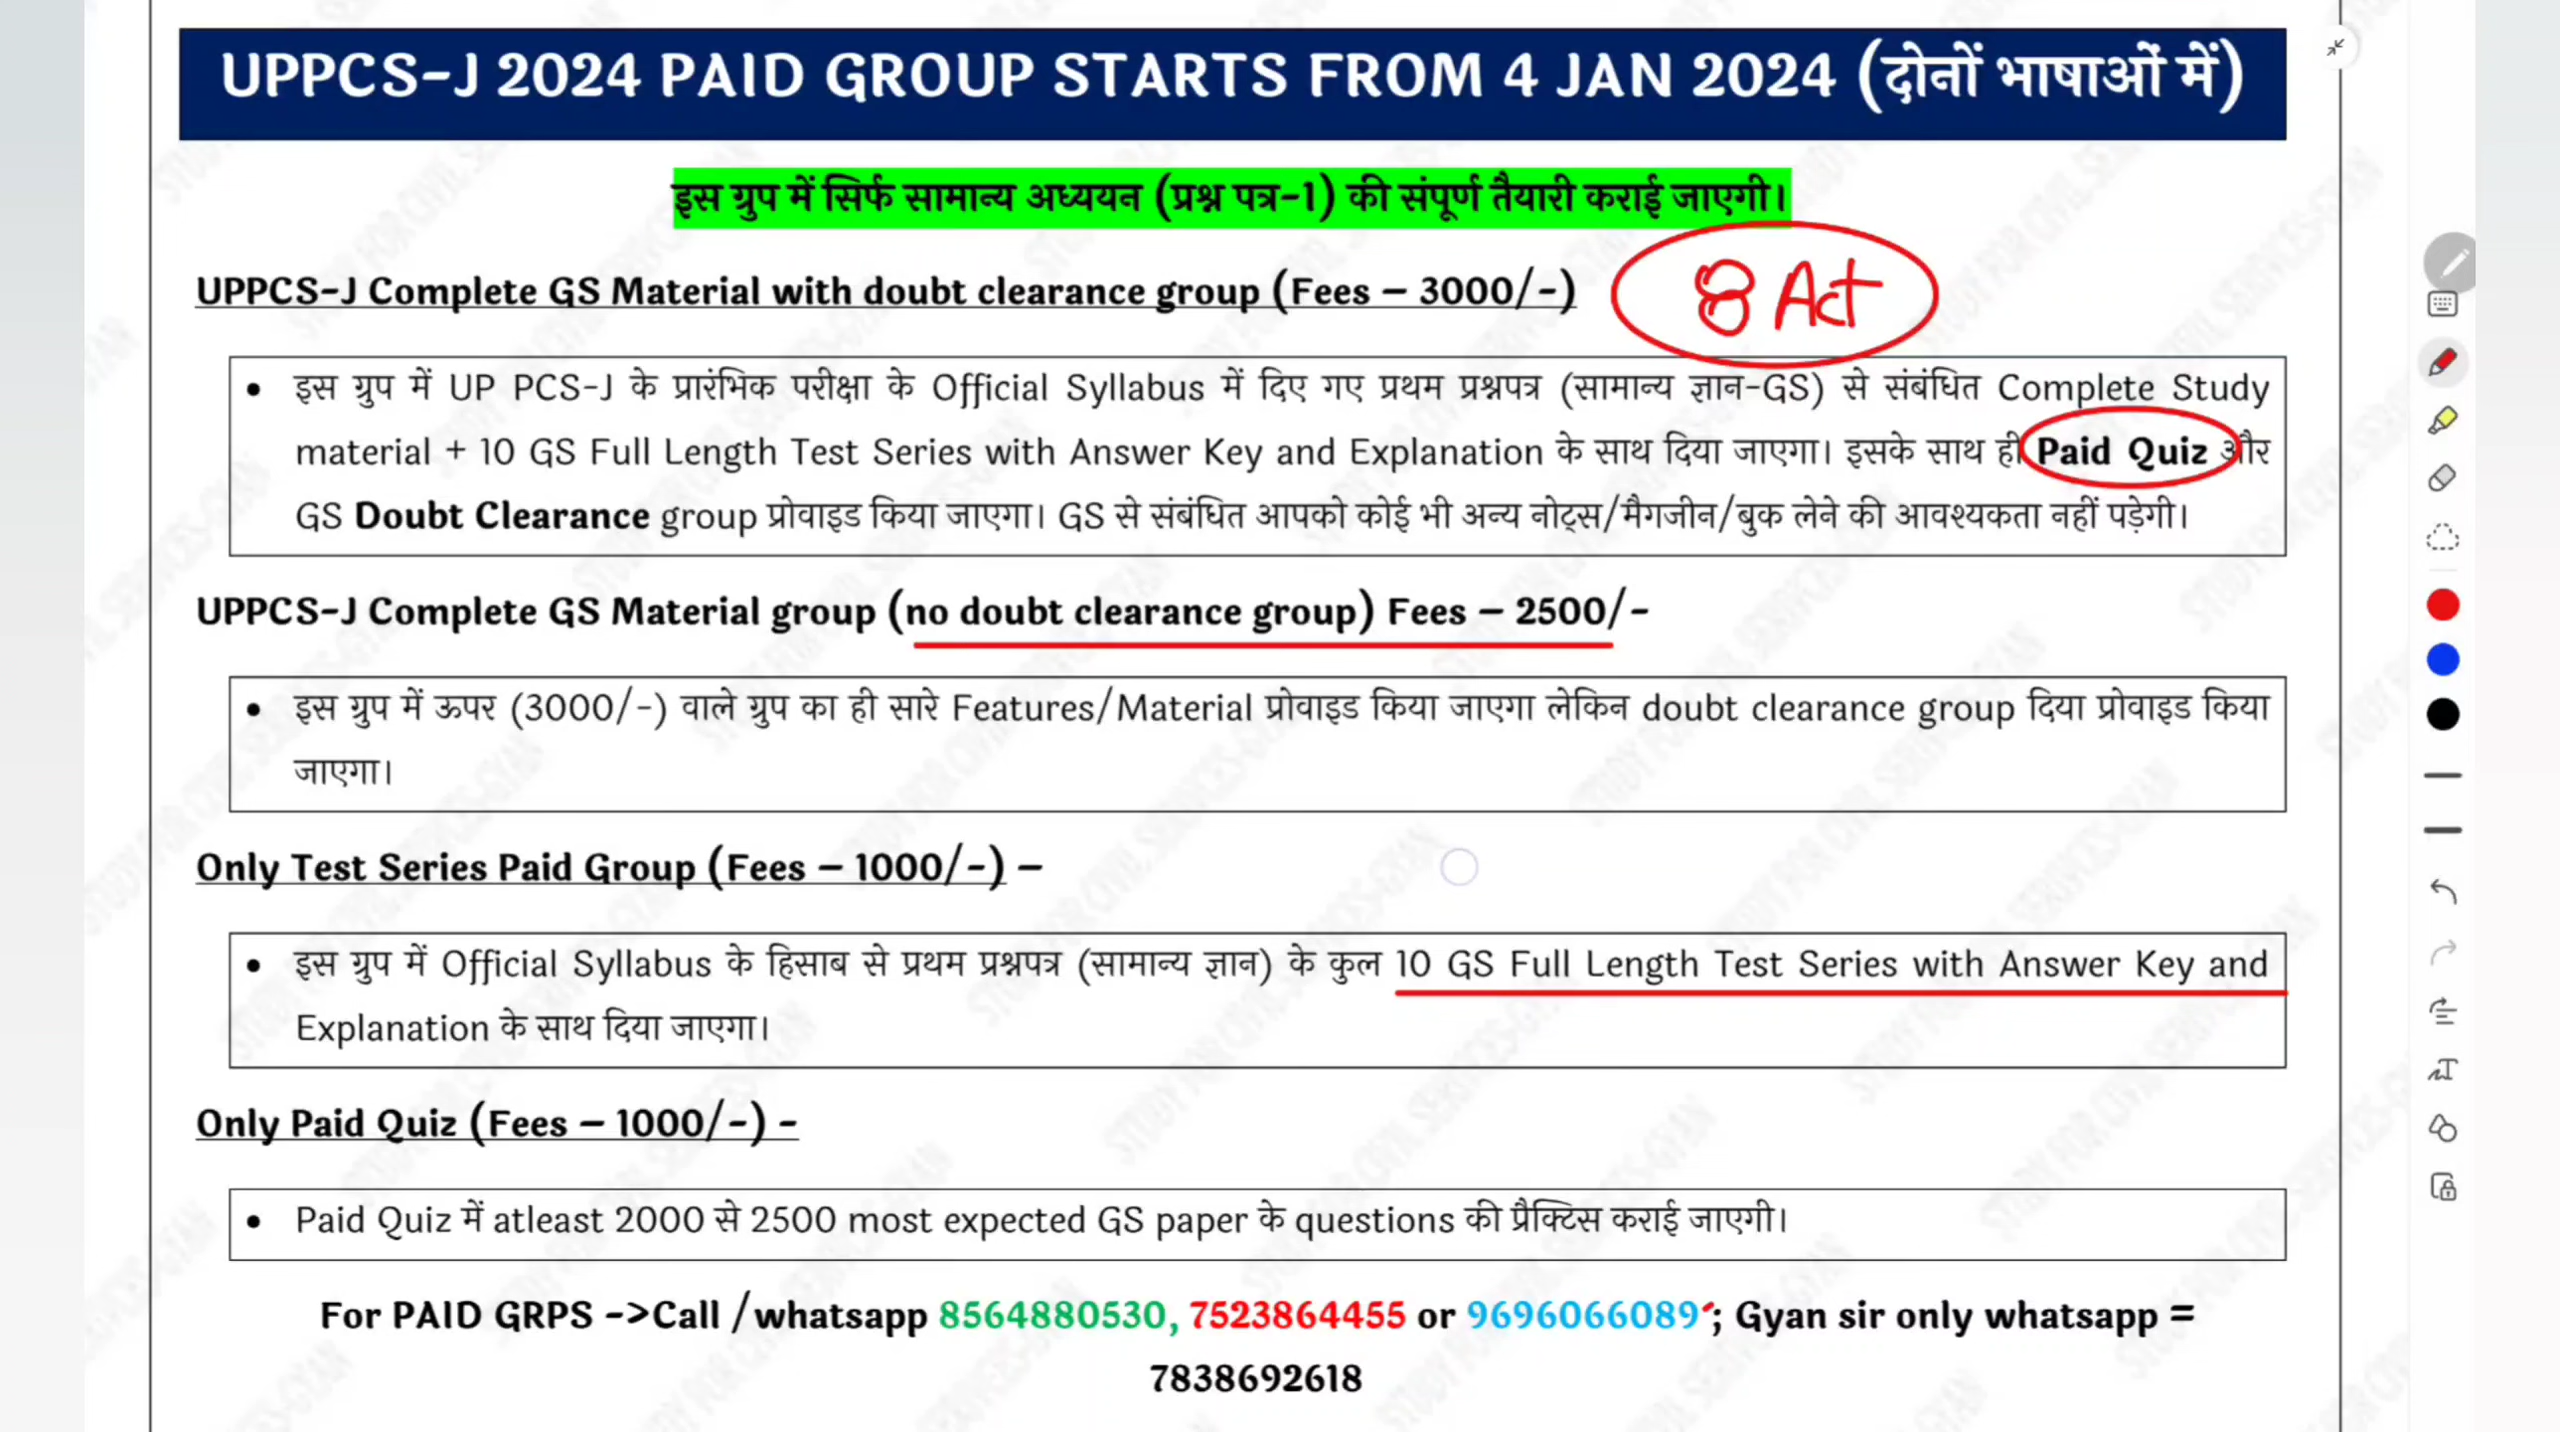 UPPCS-J 2024 PAID GROUP STARTS FROM 4 JAN 2024 (दोनों भाषाओं में)
इस ग्रुप में सिर्फ सामान्य अध्ययन (प्रश्न पत्र-1) की संपूर्ण तैयारी कराई जाएगी।
UPPCS-J Complete GS Material with doubt clearance group (Fees – 3000/-)
8 Act
• इस ग्रुप में UP PCS-J के प्रारंभिक परीक्षा के Official Syllabus में दिए गए प्रथम प्रश्नपत्र (सामान्य ज्ञान-GS) से संबंधित Complete Study
material + 10 GS Full Length Test Series with Answer Key and Explanation के साथ दिया जाएगा। इसके साथ ही Paid Quiz और
GS Doubt Clearance group प्रोवाइड किया जाएगा। GS से संबंधित आपको कोई भी अन्य नोट्स/मैगजीन/बुक लेने की आवश्यकता नहीं पड़ेगी।
UPPCS-J Complete GS Material group (no doubt clearance group) Fees – 2500/-
• इस ग्रुप में ऊपर (3000/-) वाले ग्रुप का ही सारे Features/Material प्रोवाइड किया जाएगा लेकिन doubt clearance group दिया प्रोवाइड किया
जाएगा।
Only Test Series Paid Group (Fees – 1000/-) –
• इस ग्रुप में Official Syllabus के हिसाब से प्रथम प्रश्नपत्र (सामान्य ज्ञान) के कुल 10 GS Full Length Test Series with Answer Key and
Explanation के साथ दिया जाएगा।
Only Paid Quiz (Fees – 1000/-) -
• Paid Quiz में atleast 2000 से 2500 most expected GS paper के questions की प्रैक्टिस कराई जाएगी।
For PAID GRPS ->Call /whatsapp 8564880530, 7523864455 or 9696066089; Gyan sir only whatsapp =
7838692618
STUDY FOR CIVIL SERVICES-GYAN